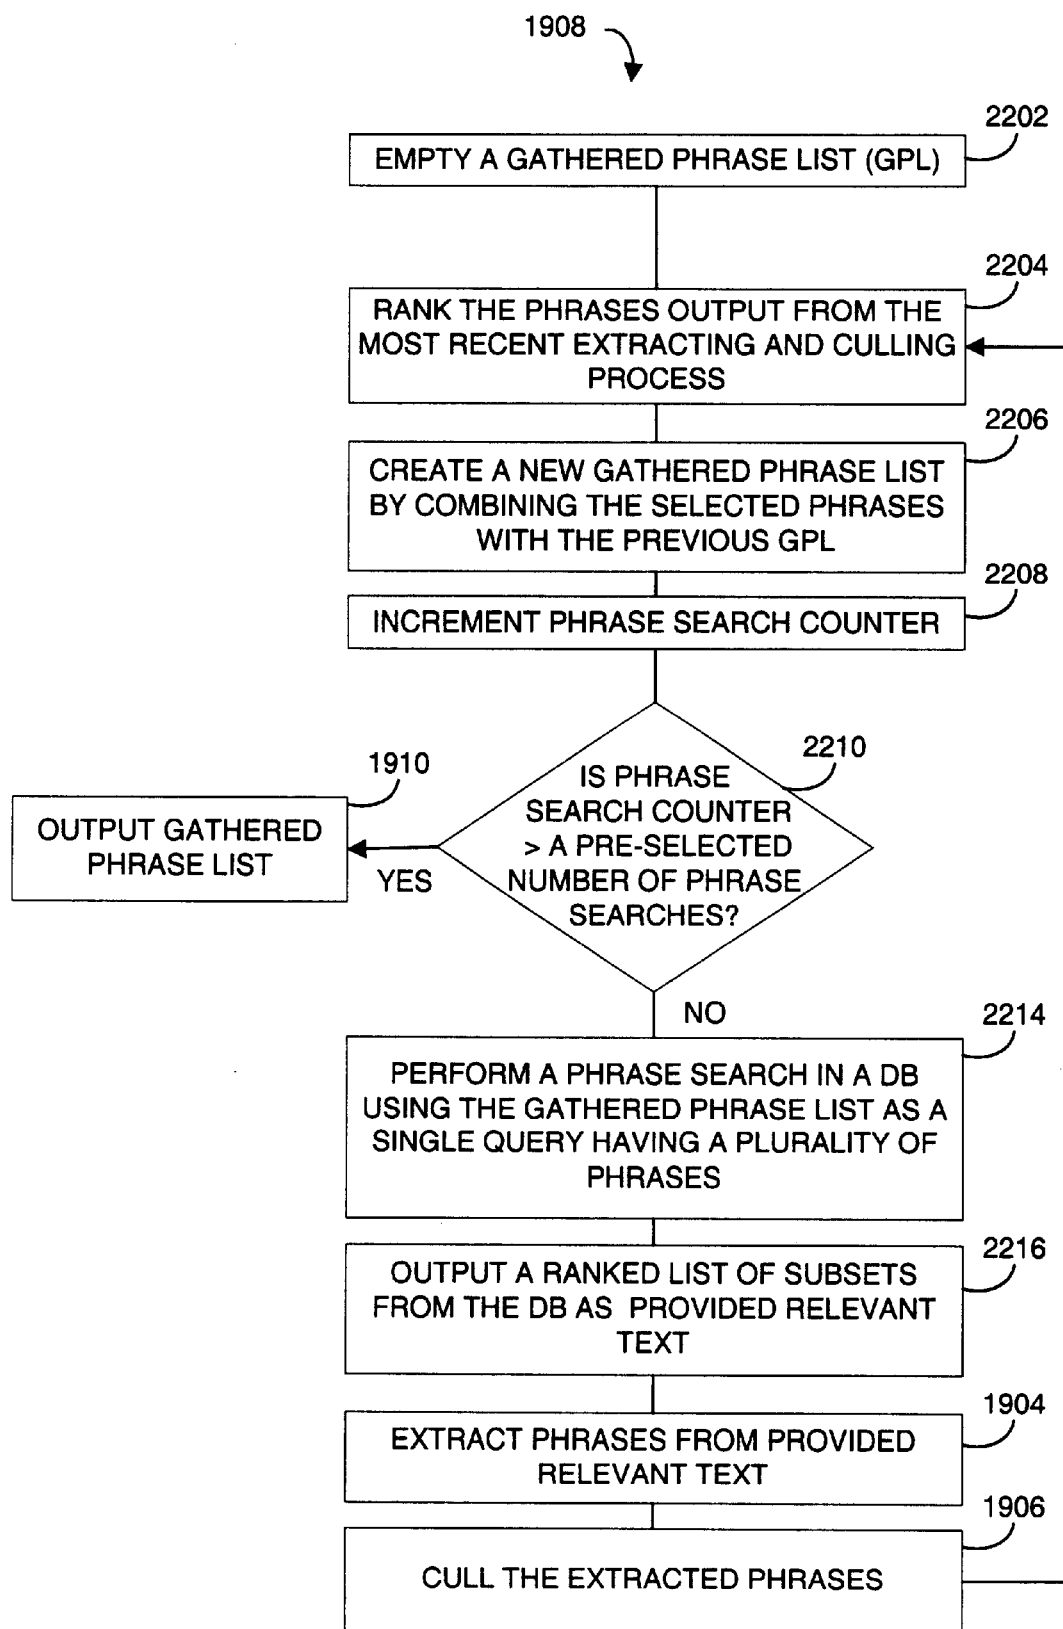 1908
2202
EMPTY A GATHERED PHRASE LIST (GPL)
2204
RANK THE PHRASES OUTPUT FROM THE
MOST RECENT EXTRACTING AND CULLING
PROCESS
2206
CREATE A NEW GATHERED PHRASE LIST
BY COMBINING THE SELECTED PHRASES
WITH THE PREVIOUS GPL
2208
INCREMENT PHRASE SEARCH COUNTER
2210
IS PHRASE
SEARCH COUNTER
> A PRE-SELECTED
NUMBER OF PHRASE
SEARCHES?
1910
OUTPUT GATHERED
PHRASE LIST
YES
NO
2214
PERFORM A PHRASE SEARCH IN A DB
USING THE GATHERED PHRASE LIST AS A
SINGLE QUERY HAVING A PLURALITY OF
PHRASES
2216
OUTPUT A RANKED LIST OF SUBSETS
FROM THE DB AS PROVIDED RELEVANT
TEXT
1904
EXTRACT PHRASES FROM PROVIDED
RELEVANT TEXT
1906
CULL THE EXTRACTED PHRASES